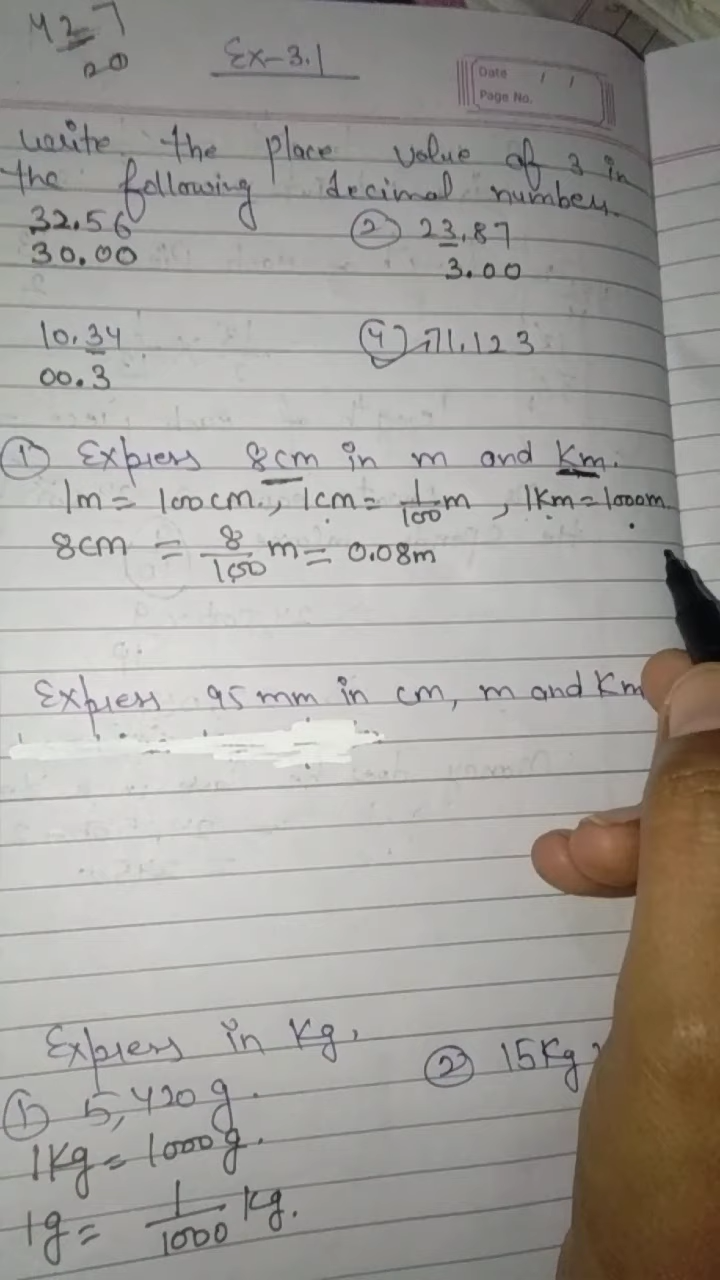 Ex-3.1
Date / /
Page No.
write the place value of 3 in
the following decimal number.
32.56 ② 23.87
30.00 3.00
10.34 ④ 71.123
00.3
① Express 8cm in m and Km.
1m = 100cm., 1cm = 1/100 m, 1Km = 1000m
8cm = 8/100 m = 0.08m
Express 95mm in cm, m and Km
Express in Kg.
① 5,420g. ② 15Kg
1Kg = 1000g.
1g = 1/1000 Kg.